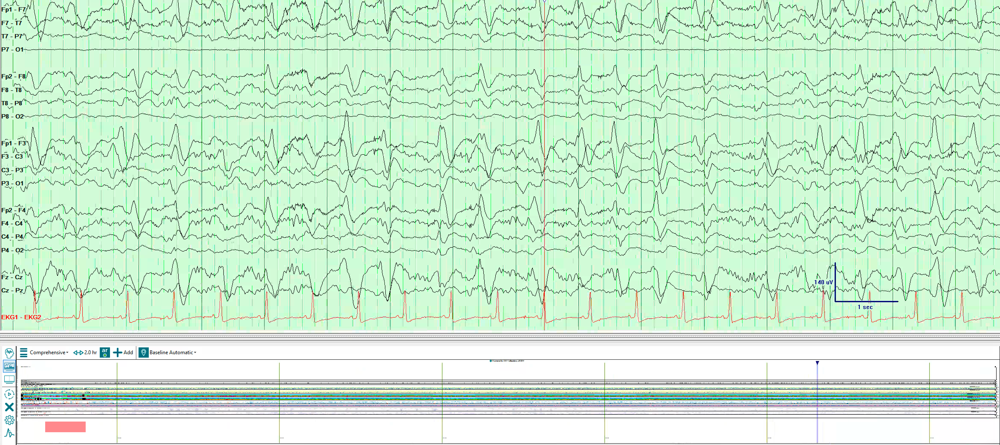 Fp1 - F7
F7 - T7
T7 - P7
P7 - O1
Fp2 - F8
F8 - T8
T8 - P8
P8 - O2
Fp1 - F3
F3 - C3
C3 - P3
P3 - O1
Fp2 - F4
F4 - C4
C4 - P4
P4 - O2
Fz - Cz
Cz - Pz
140 uV
1 sec
EKG1 - EKG2
Comprehensive
2.0 hr
ar
Add
Baseline Automatic